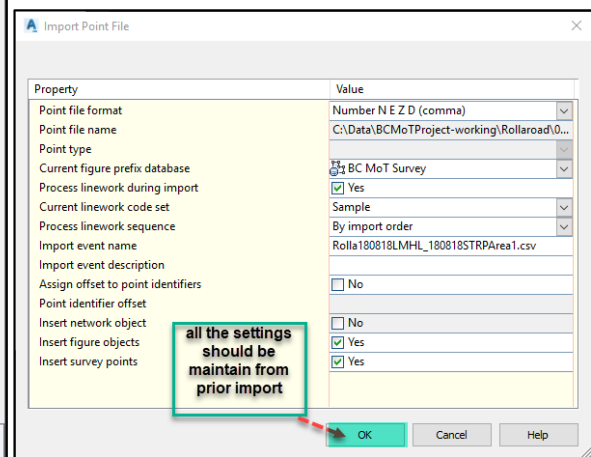 Import Point File
Property Value
Point file format Number N E Z D (comma)
Point file name C:\Data\BCMoTProject-working\Rollaroad\0...
Point type
Current figure prefix database BC MoT Survey
Process linework during import Yes
Current linework code set Sample
Process linework sequence By import order
Import event name Rolla180818LMHL_180818STRPArea1.csv
Import event description
Assign offset to point identifiers No
Point identifier offset
Insert network object No
Insert figure objects Yes
Insert survey points Yes
all the settings
should be
maintain from
prior import
OK Cancel Help